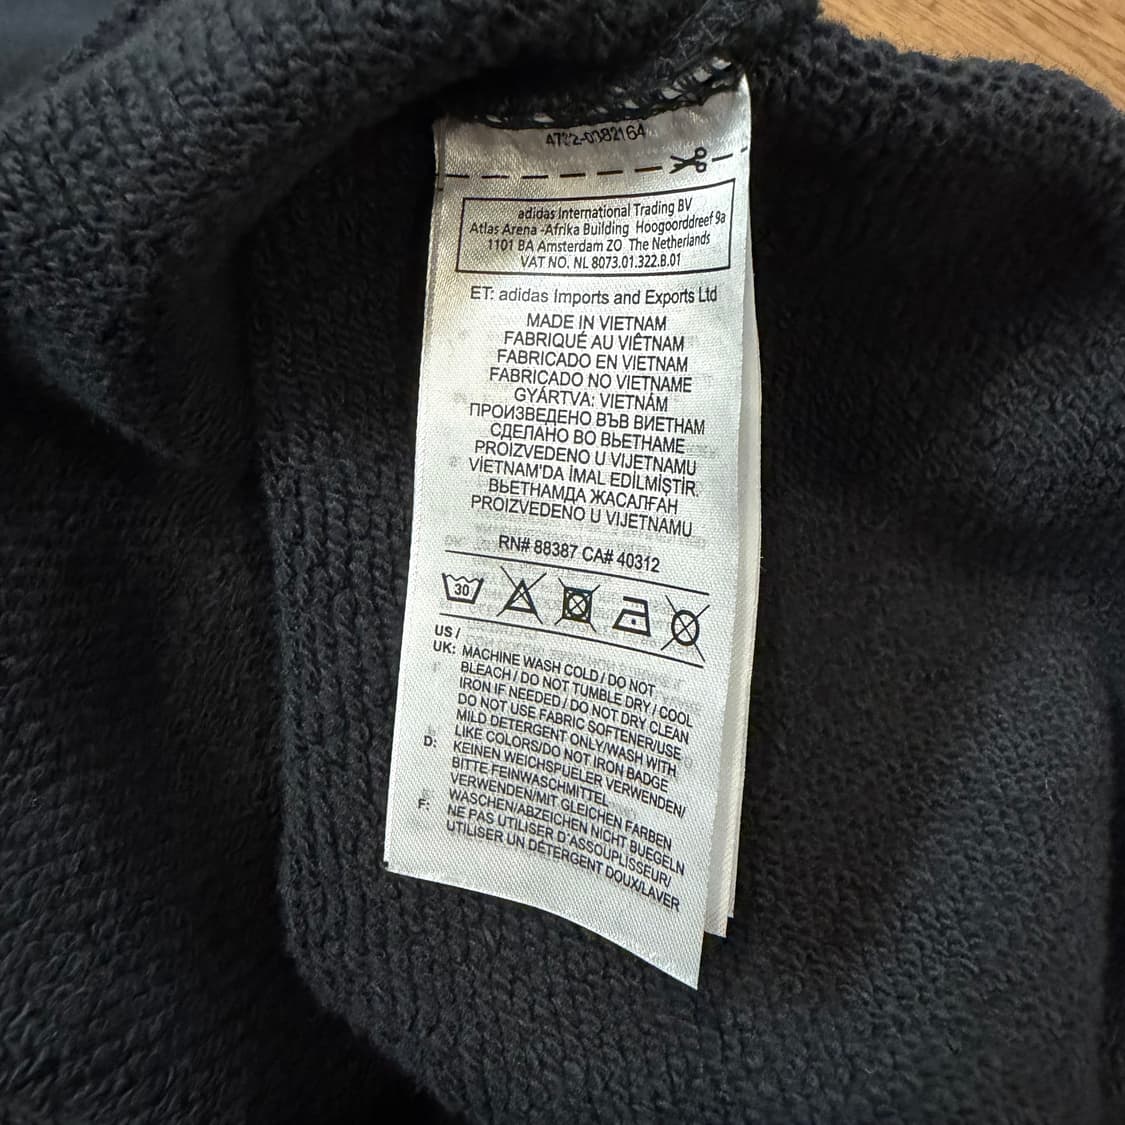 adidas International Trading BV
Atlas Arena -Afrika Building Hoogoorddreef 9a
1101 BA Amsterdam ZO The Netherlands
VAT NO. NL 8073.01.322.B.01
ET: adidas Imports and Exports Ltd
MADE IN VIETNAM
FABRIQUÉ AU VIÊTNAM
FABRICADO EN VIETNAM
FABRICADO NO VIETNAME
GYÁRTVA: VIETNÁM
ПРОИЗВЕДЕНО ВЪВ ВИЕТНАМ
СДЕЛАНО ВО ВЬЕТНАМЕ
PROIZVEDENO U VIJETNAMU
VİETNAM'DA İMAL EDİLMİŞTİR.
ВЬЕТНАМДА ЖАСАЛҒАН
PROIZVEDENO U VIJETNAMU
RN# 88387 CA# 40312
30
US /
UK: MACHINE WASH COLD / DO NOT
BLEACH / DO NOT TUMBLE DRY / COOL
IRON IF NEEDED / DO NOT DRY CLEAN
DO NOT USE FABRIC SOFTENER/USE
MILD DETERGENT ONLY/WASH WITH
LIKE COLORS/DO NOT IRON BADGE
D: KEINEN WEICHSPUELER VERWENDEN/
BITTE FEINWASCHMITTEL
VERWENDEN/MIT GLEICHEN FARBEN
WASCHEN/ABZEICHEN NICHT BUEGELN
F: NE PAS UTILISER D'ASSOUPLISSEUR/
UTILISER UN DÉTERGENT DOUX/LAVER